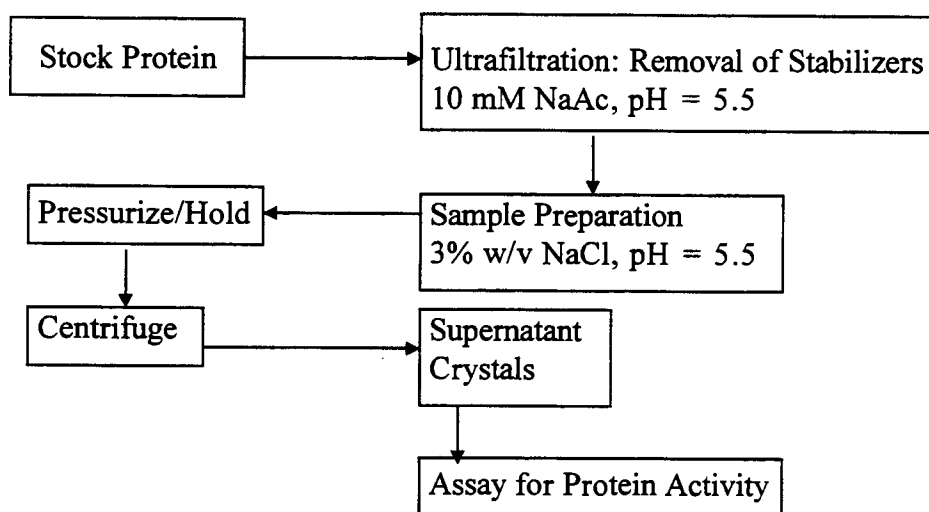 Stock Protein
Ultrafiltration: Removal of Stabilizers
10 mM NaAc, pH = 5.5
Sample Preparation
3% w/v NaCl, pH = 5.5
Pressurize/Hold
Centrifuge
Supernatant
Crystals
Assay for Protein Activity